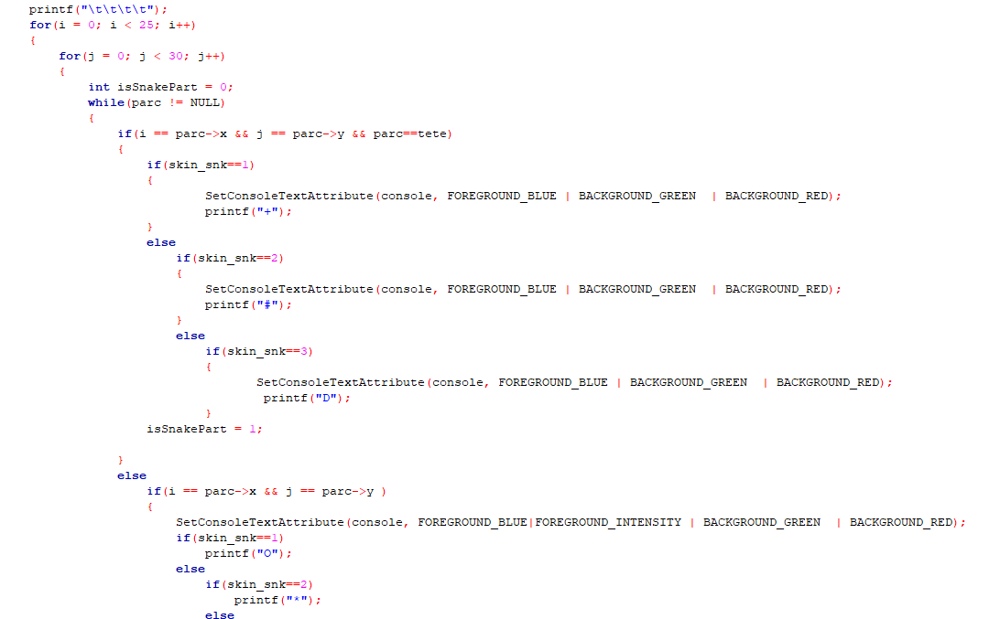 printf("\t\t\t\t");
for(i = 0; i < 25; i++)
{
    for(j = 0; j < 30; j++)
    {
        int isSnakePart = 0;
        while(parc != NULL)
        {
            if(i == parc->x && j == parc->y && parc==tete)
            {
                if(skin_snk==1)
                {
                        SetConsoleTextAttribute(console, FOREGROUND_BLUE | BACKGROUND_GREEN  | BACKGROUND_RED);
                        printf("+");
                }
                else
                    if(skin_snk==2)
                    {
                        SetConsoleTextAttribute(console, FOREGROUND_BLUE | BACKGROUND_GREEN  | BACKGROUND_RED);
                        printf("#");
                    }
                    else
                        if(skin_snk==3)
                        {
                               SetConsoleTextAttribute(console, FOREGROUND_BLUE | BACKGROUND_GREEN  | BACKGROUND_RED);
                                printf("D");
                        }
                isSnakePart = 1;

            }
            else
                if(i == parc->x && j == parc->y )
                {
                    SetConsoleTextAttribute(console, FOREGROUND_BLUE|FOREGROUND_INTENSITY | BACKGROUND_GREEN  | BACKGROUND_RED);
                    if(skin_snk==1)
                        printf("O");
                    else
                        if(skin_snk==2)
                            printf("*");
                        else